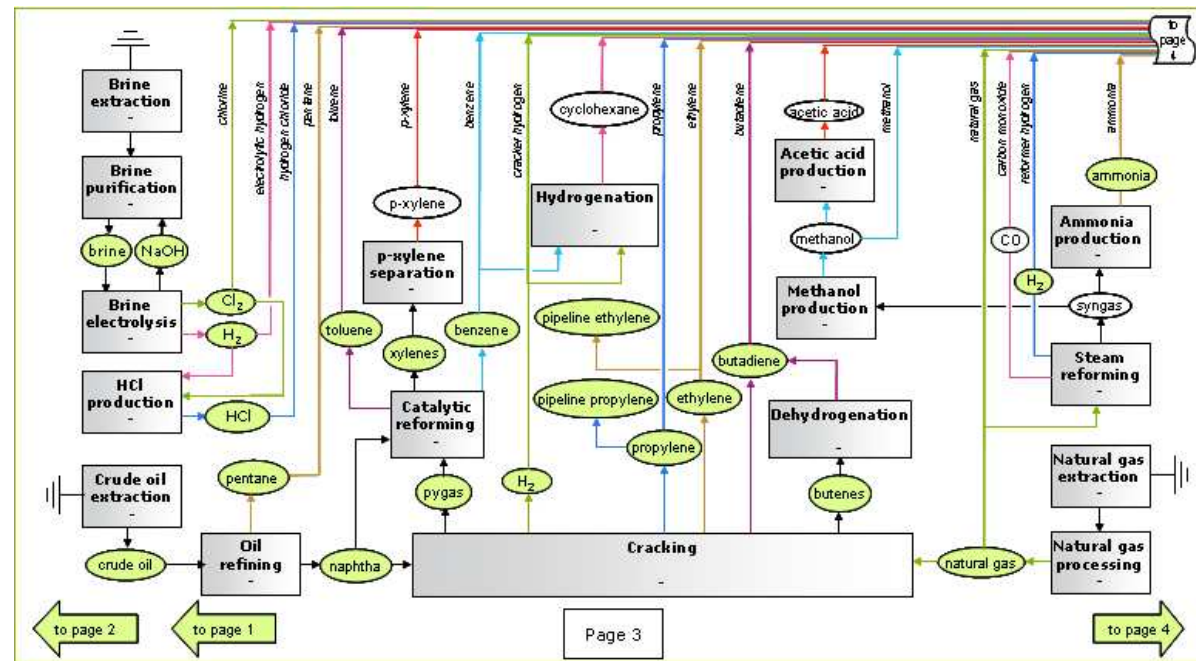 to
page
4
chlorine
electrolytic hydrogen
hydrogen chloride
pentane
toluene
p-xylene
benzene
cracker hydrogen
propylene
ethylene
butadiene
methanol
natural gas
carbon monoxide
reformer hydrogen
ammonia
Brine
extraction
-
Brine
purification
-
brine
NaOH
Brine
electrolysis
-
Cl2
H2
HCl
production
-
HCl
Crude oil
extraction
-
crude oil
pentane
Oil
refining
-
naphtha
toluene
p-xylene
p-xylene
separation
-
xylenes
benzene
Catalytic
reforming
-
pygas
H2
cyclohexane
Hydrogenation
-
pipeline ethylene
pipeline propylene
propylene
ethylene
butadiene
Dehydrogenation
-
butenes
Cracking
-
acetic acid
Acetic acid
production
-
methanol
Methanol
production
-
ammonia
Ammonia
production
-
CO
H2
syngas
Steam
reforming
-
Natural gas
extraction
-
Natural gas
processing
-
natural gas
to page 2
to page 1
Page 3
to page 4